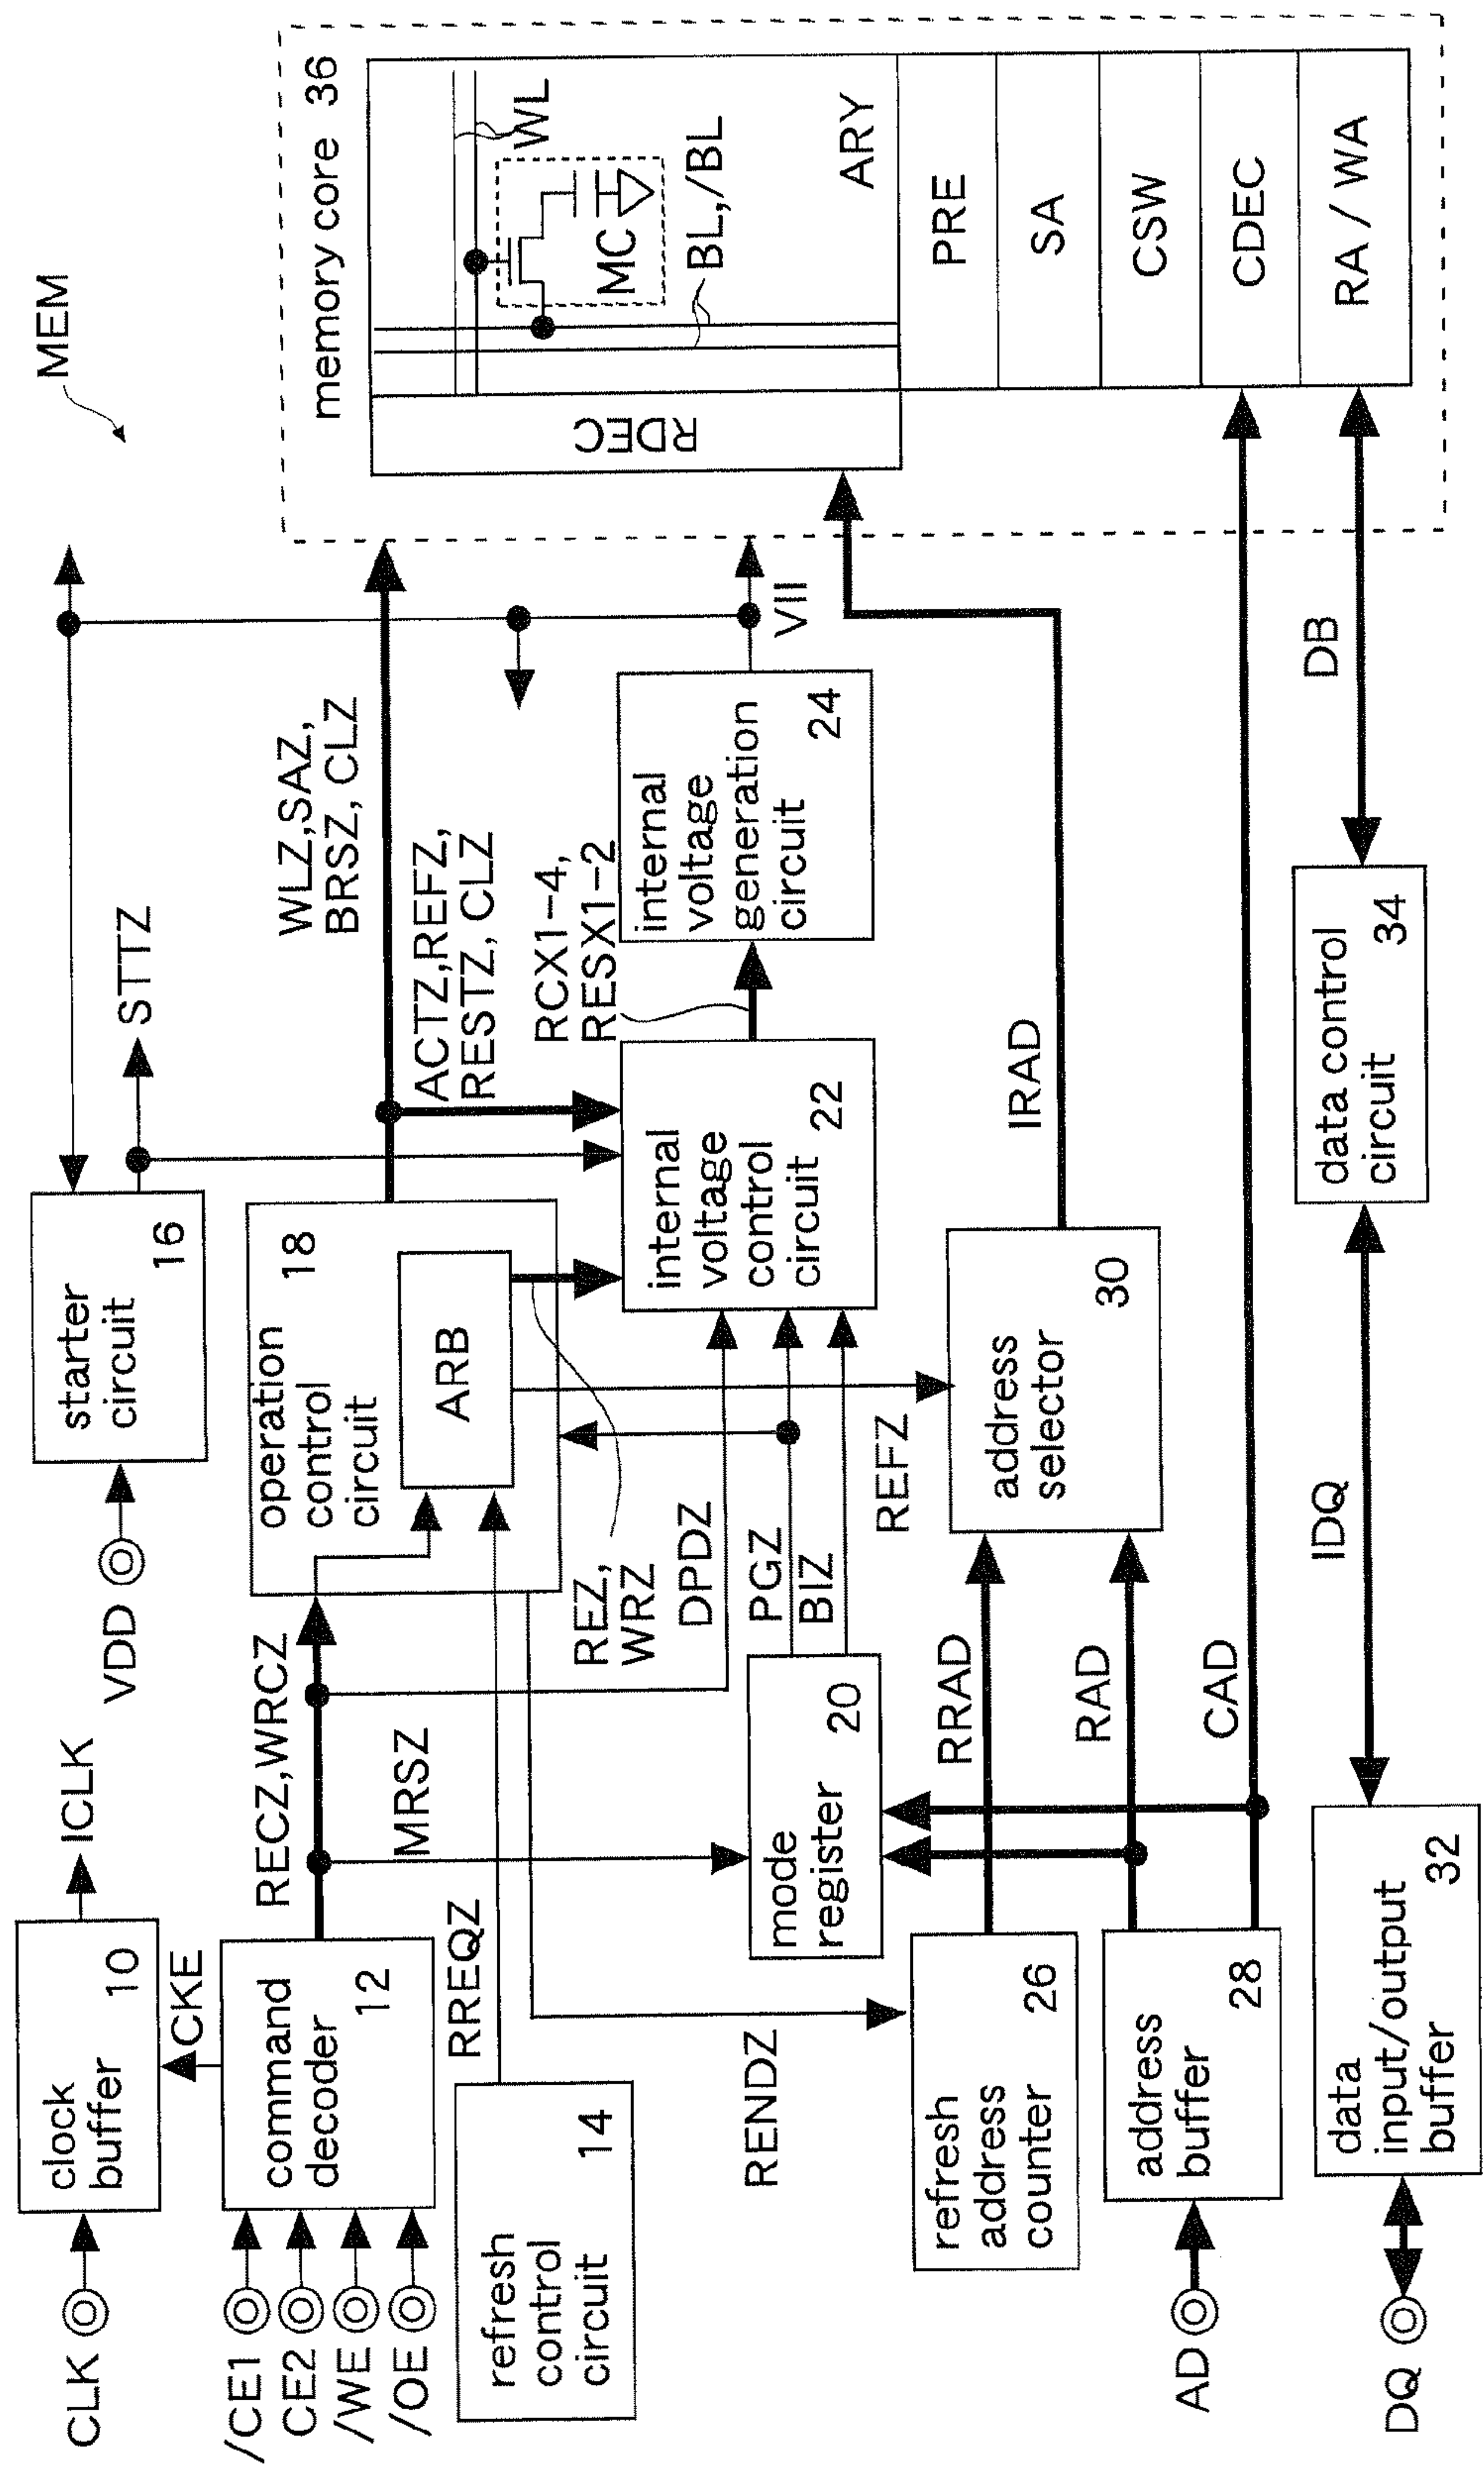 MEM
CLK
clock
buffer
10
ICLK
CKE
VDD
starter
circuit
16
STTZ
/CE1
CE2
/WE
/OE
command
decoder
12
RECZ,WRCZ
MRSZ
operation
control
circuit
18
ARB
WLZ,SAZ,
BRSZ, CLZ
ACTZ,REFZ,
RESTZ, CLZ
refresh
control
circuit
14
RREQZ
RENDZ
REZ,
WRZ
DPDZ
PGZ
BIZ
mode
register
20
internal
voltage
control
circuit
22
RCX1-4,
RESX1-2
internal
voltage
generation
circuit
24
VII
REFZ
refresh
address
counter
26
RRAD
address
selector
30
IRAD
AD
address
buffer
28
RAD
CAD
DQ
data
input/output
buffer
32
IDQ
data control
circuit
34
DB
memory core 36
WL
MC
BL,/BL
ARY
RDEC
PRE
SA
CSW
CDEC
RA / WA